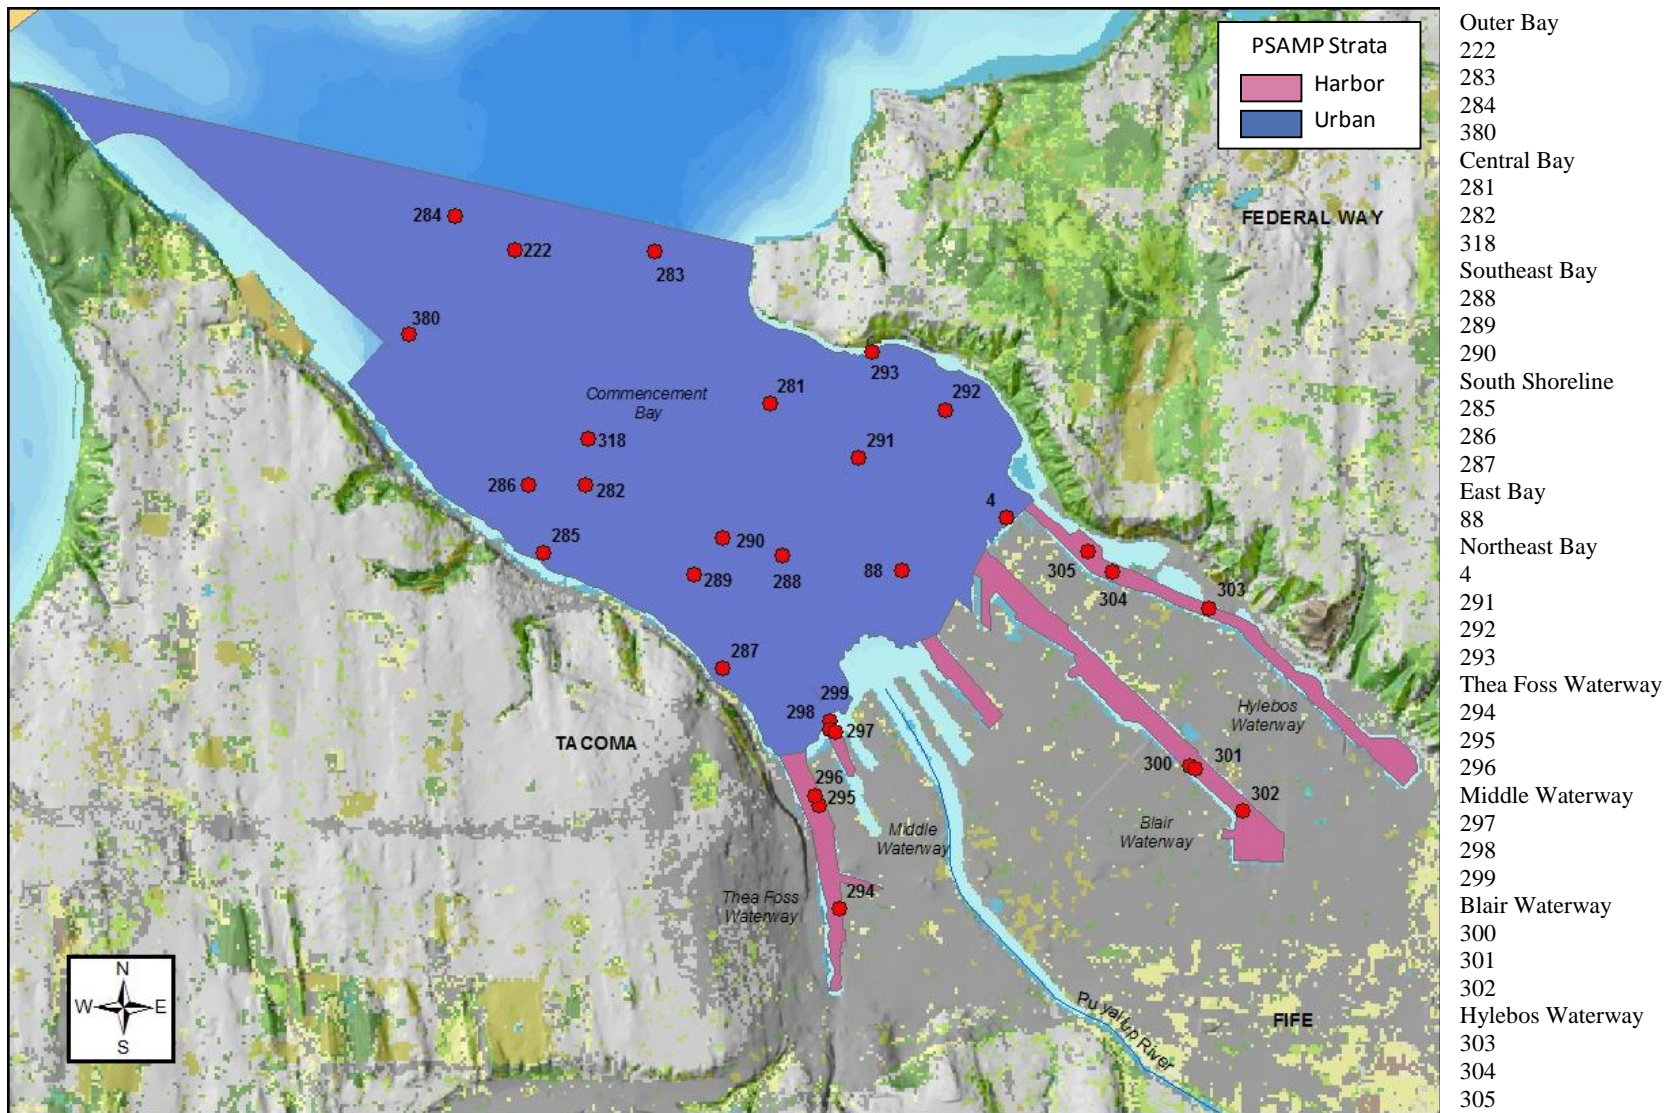 PSAMP Strata
Harbor
Urban
FEDERAL WAY
284
222
283
380
293
281
292
Commencement
Bay
318
291
286
282
4
285
290
288
88
289
305
304
303
287
299
298
297
Hylebos
Waterway
TACOMA
300
301
296
295
302
Middle
Waterway
Blair
Waterway
Thea Foss
Waterway
294
N
W
E
S
Puyallup River
FIFE
Outer Bay
222
283
284
380
Central Bay
281
282
318
Southeast Bay
288
289
290
South Shoreline
285
286
287
East Bay
88
Northeast Bay
4
291
292
293
Thea Foss Waterway
294
295
296
Middle Waterway
297
298
299
Blair Waterway
300
301
302
Hylebos Waterway
303
304
305